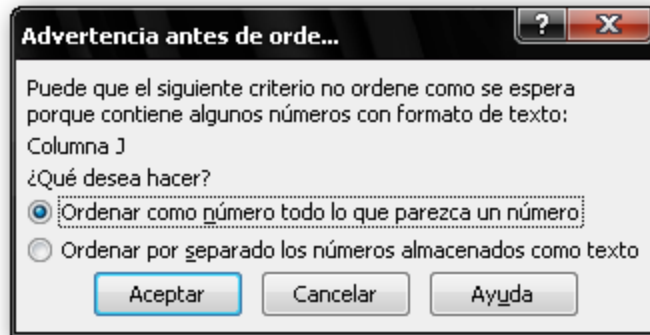 Advertencia antes de orde...
?
X
Puede que el siguiente criterio no ordene como se espera
porque contiene algunos números con formato de texto:
Columna J
¿Qué desea hacer?
Ordenar como número todo lo que parezca un número
Ordenar por separado los números almacenados como texto
Aceptar Cancelar Ayuda